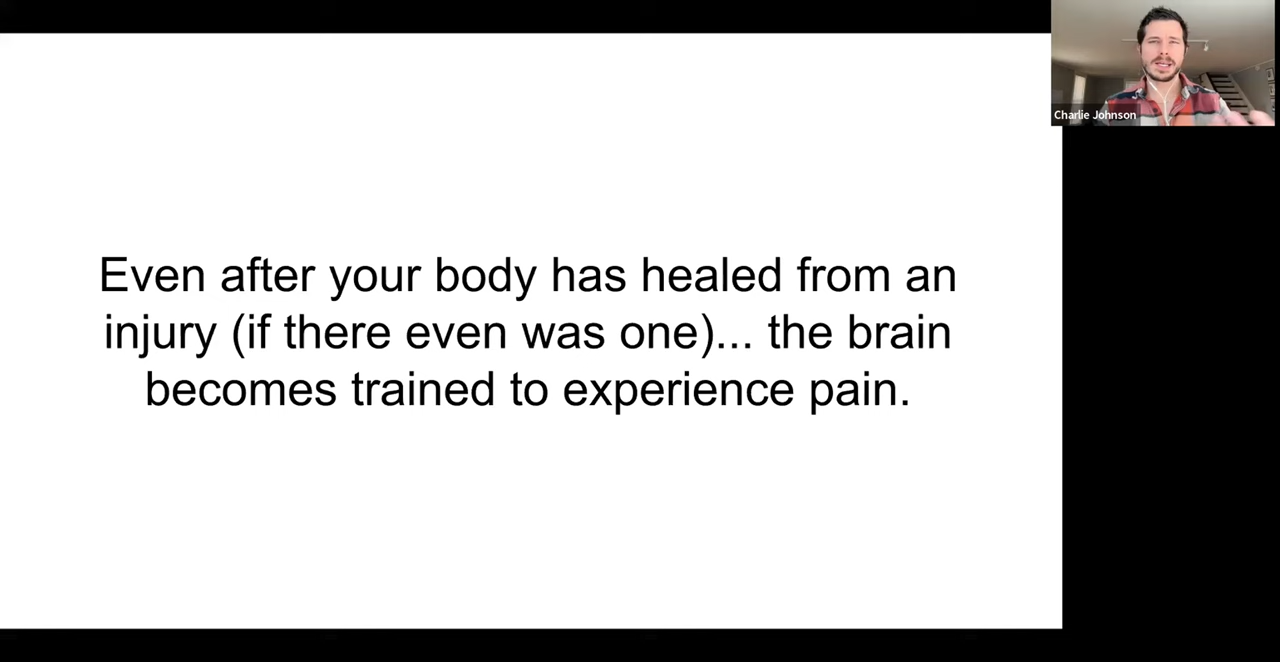 Charlie Johnson
Even after your body has healed from an
injury (if there even was one)... the brain
becomes trained to experience pain.